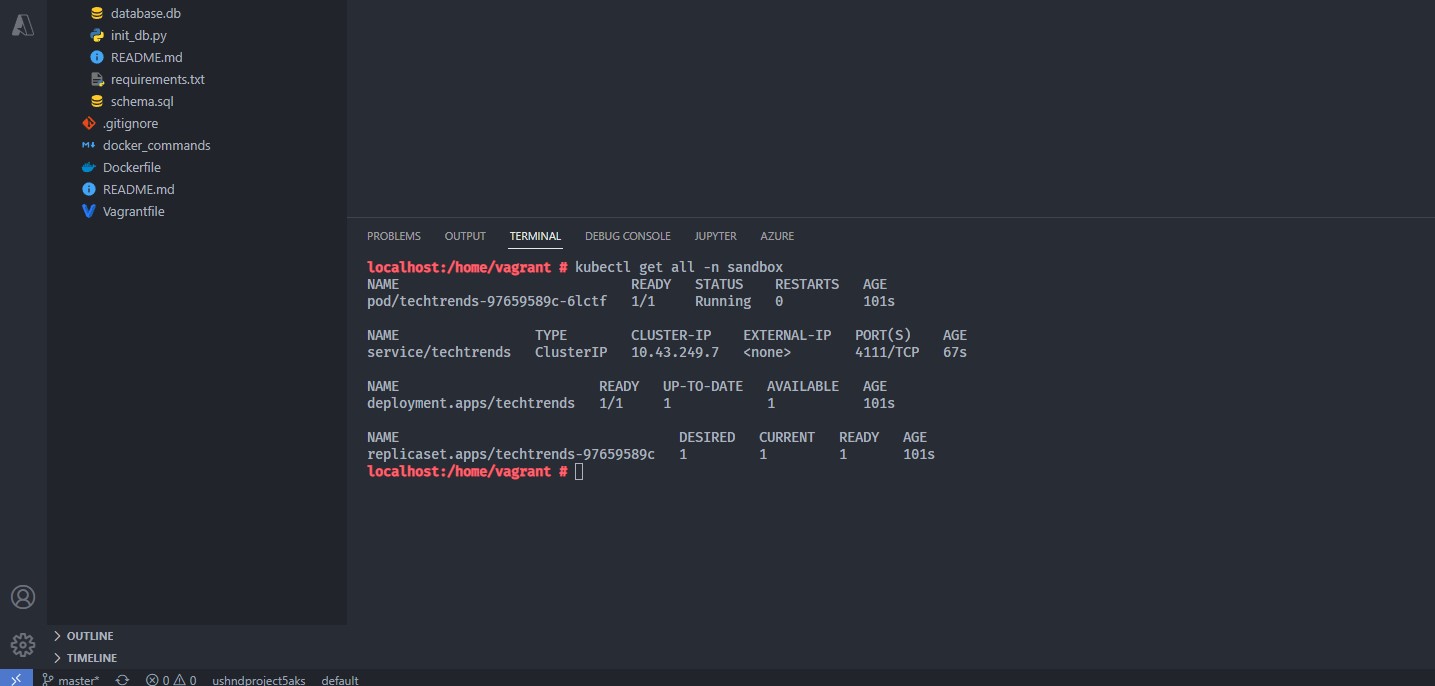 database.db
init_db.py
README.md
requirements.txt
schema.sql
.gitignore
docker_commands
Dockerfile
README.md
Vagrantfile
PROBLEMS OUTPUT TERMINAL DEBUG CONSOLE JUPYTER AZURE
localhost:/home/vagrant # kubectl get all -n sandbox
NAME READY STATUS RESTARTS AGE
pod/techtrends-97659589c-6lctf 1/1 Running 0 101s
NAME TYPE CLUSTER-IP EXTERNAL-IP PORT(S) AGE
service/techtrends ClusterIP 10.43.249.7 <none> 4111/TCP 67s
NAME READY UP-TO-DATE AVAILABLE AGE
deployment.apps/techtrends 1/1 1 1 101s
NAME DESIRED CURRENT READY AGE
replicaset.apps/techtrends-97659589c 1 1 1 101s
localhost:/home/vagrant #
OUTLINE
TIMELINE
master* 0 0 ushndproject5aks default